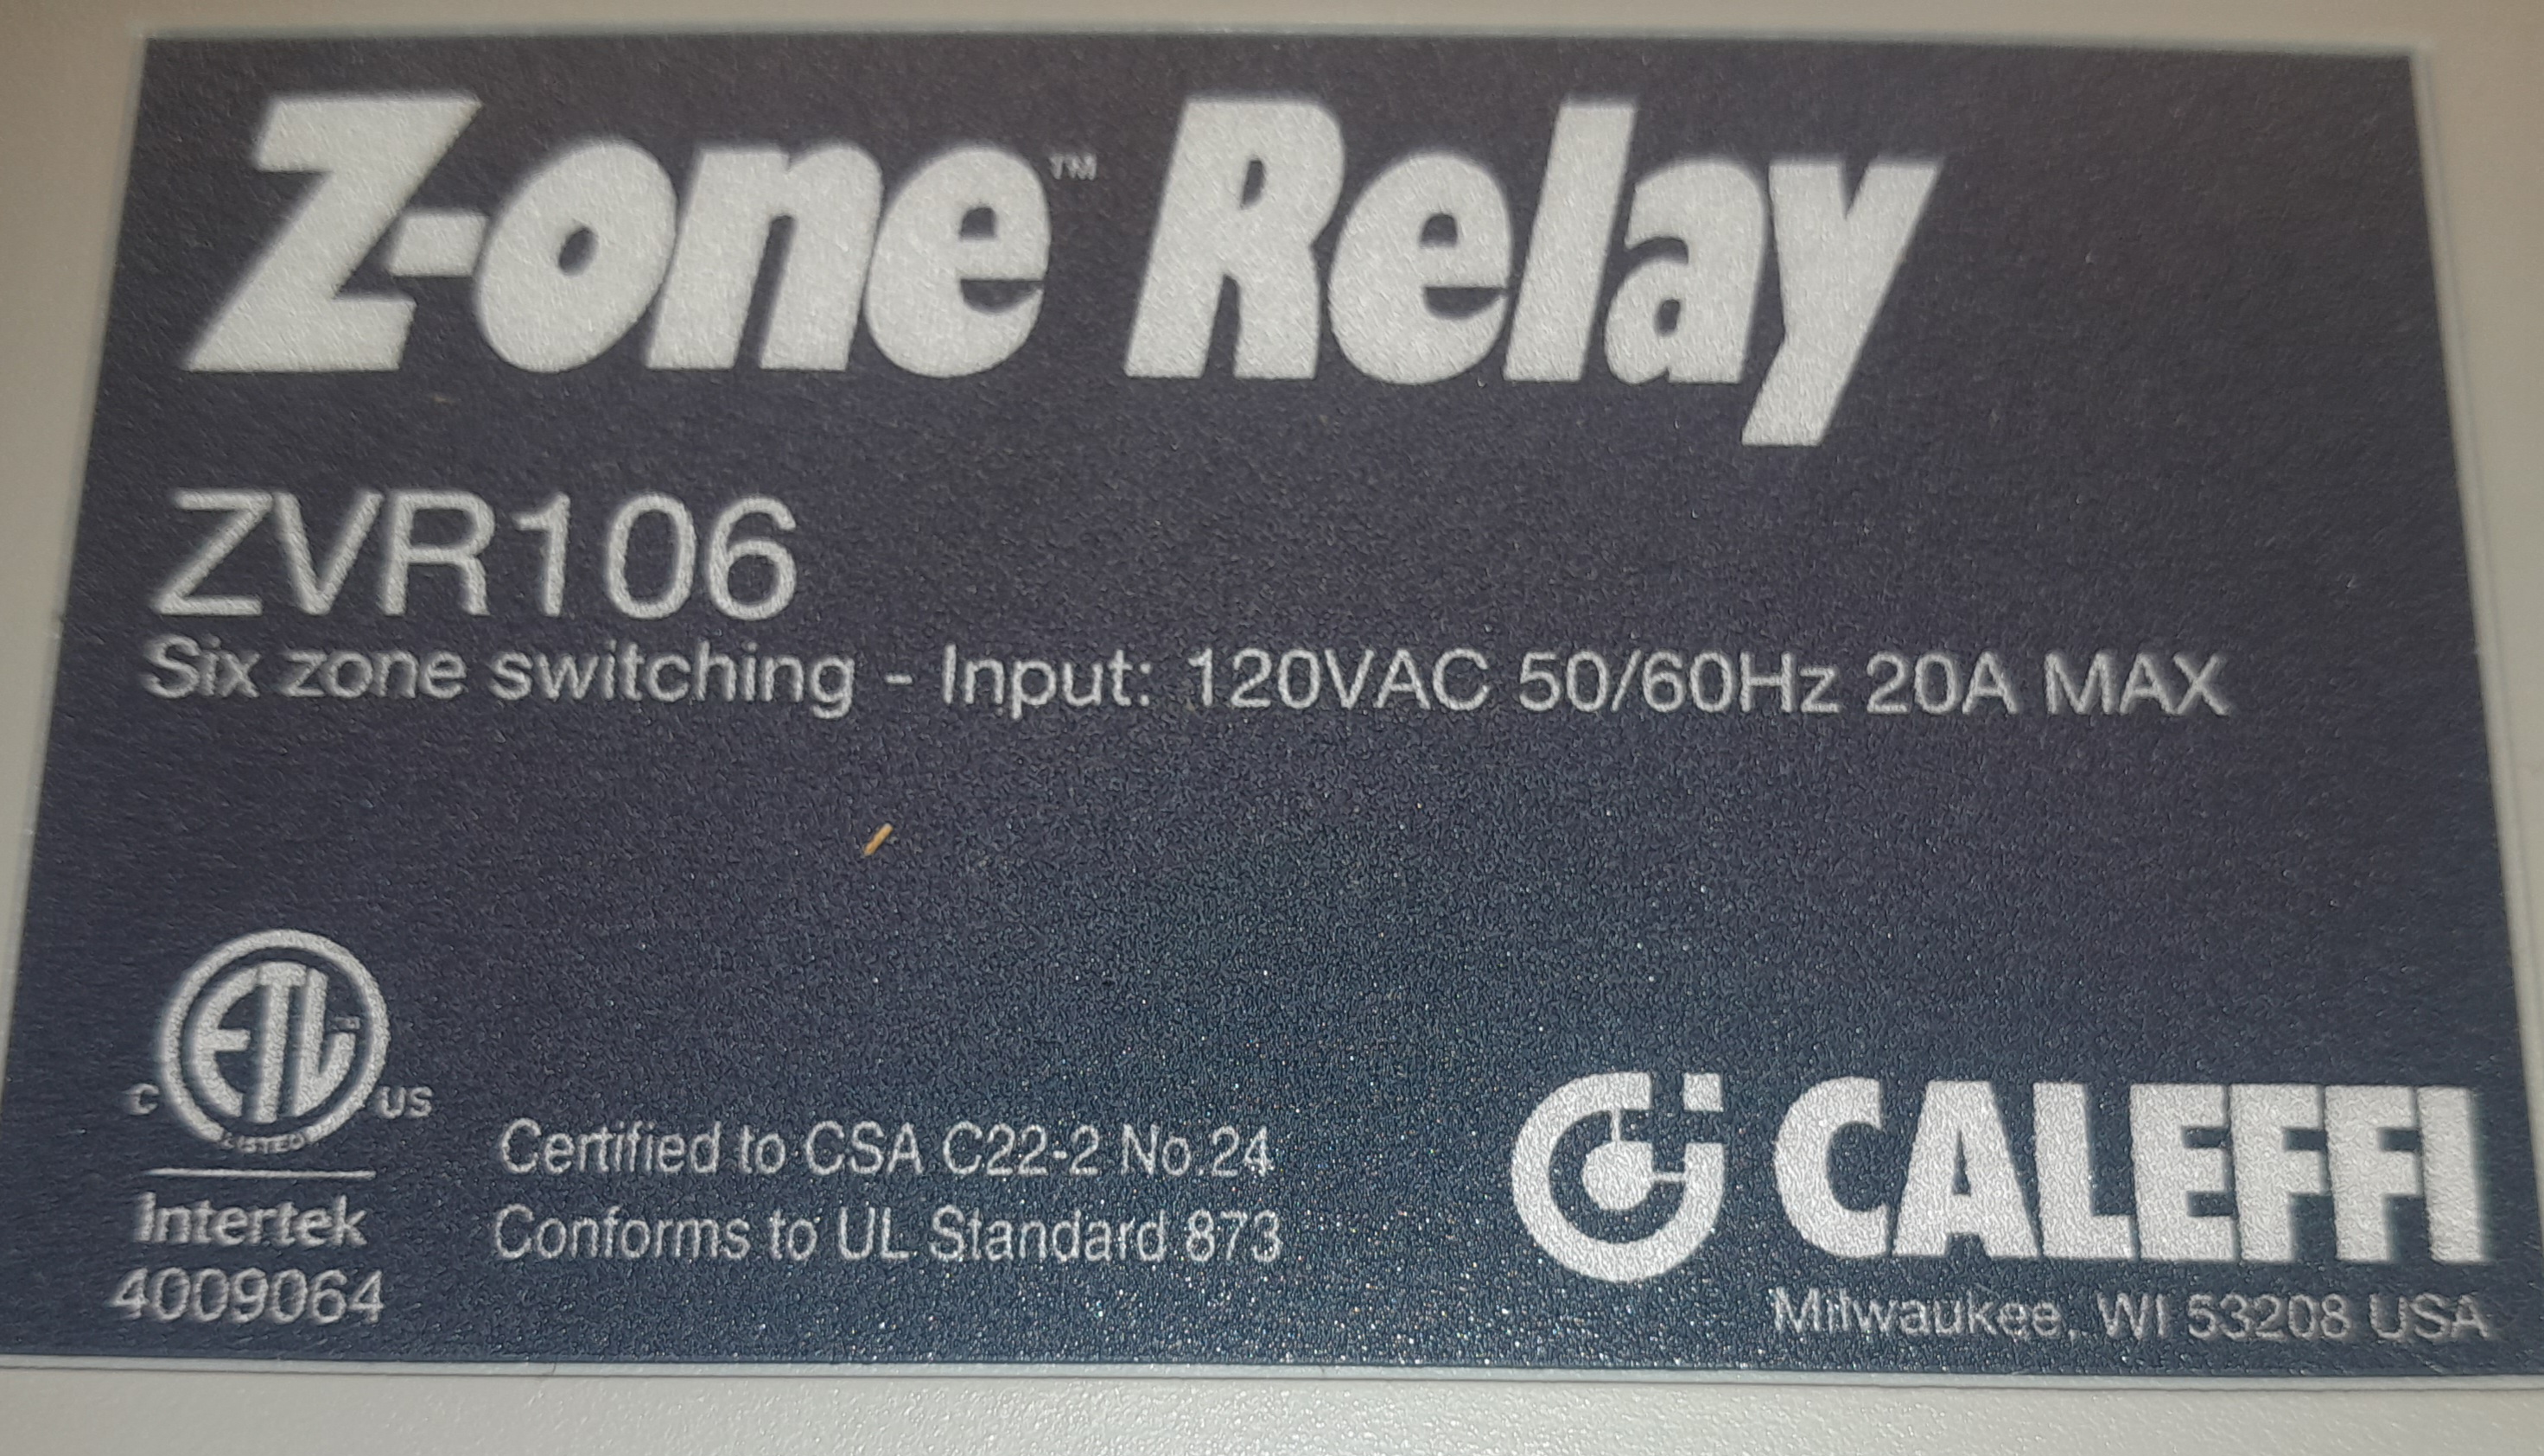 Z-one™ Relay
ZVR106
Six zone switching - Input: 120VAC 50/60Hz 20A MAX
ETL
C US
LISTED
Intertek
4009064
Certified to CSA C22-2 No.24
Conforms to UL Standard 873
CALEFFI
Milwaukee, WI 53208 USA